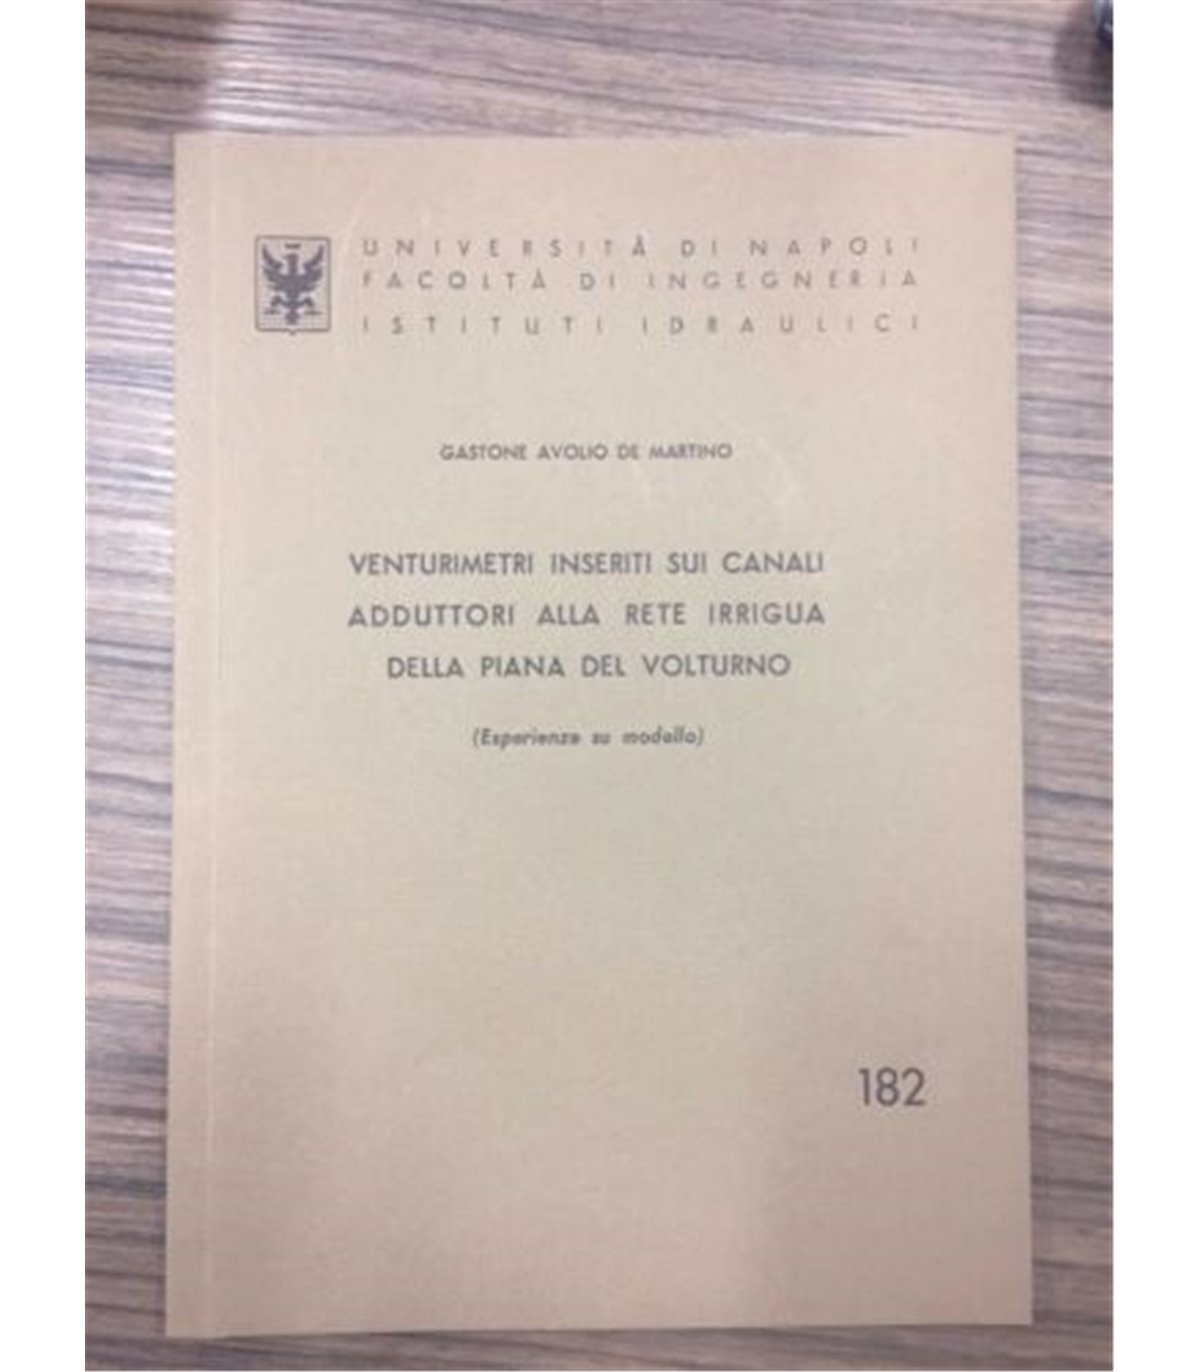 UNIVERSITÀ DI NAPOLI
FACOLTÀ DI INGEGNERIA
ISTITUTI IDRAULICI
GASTONE AVOLIO DE MARTINO
VENTURIMETRI INSERITI SUI CANALI
ADDUTTORI ALLA RETE IRRIGUA
DELLA PIANA DEL VOLTURNO
(Esperienze su modello)
182